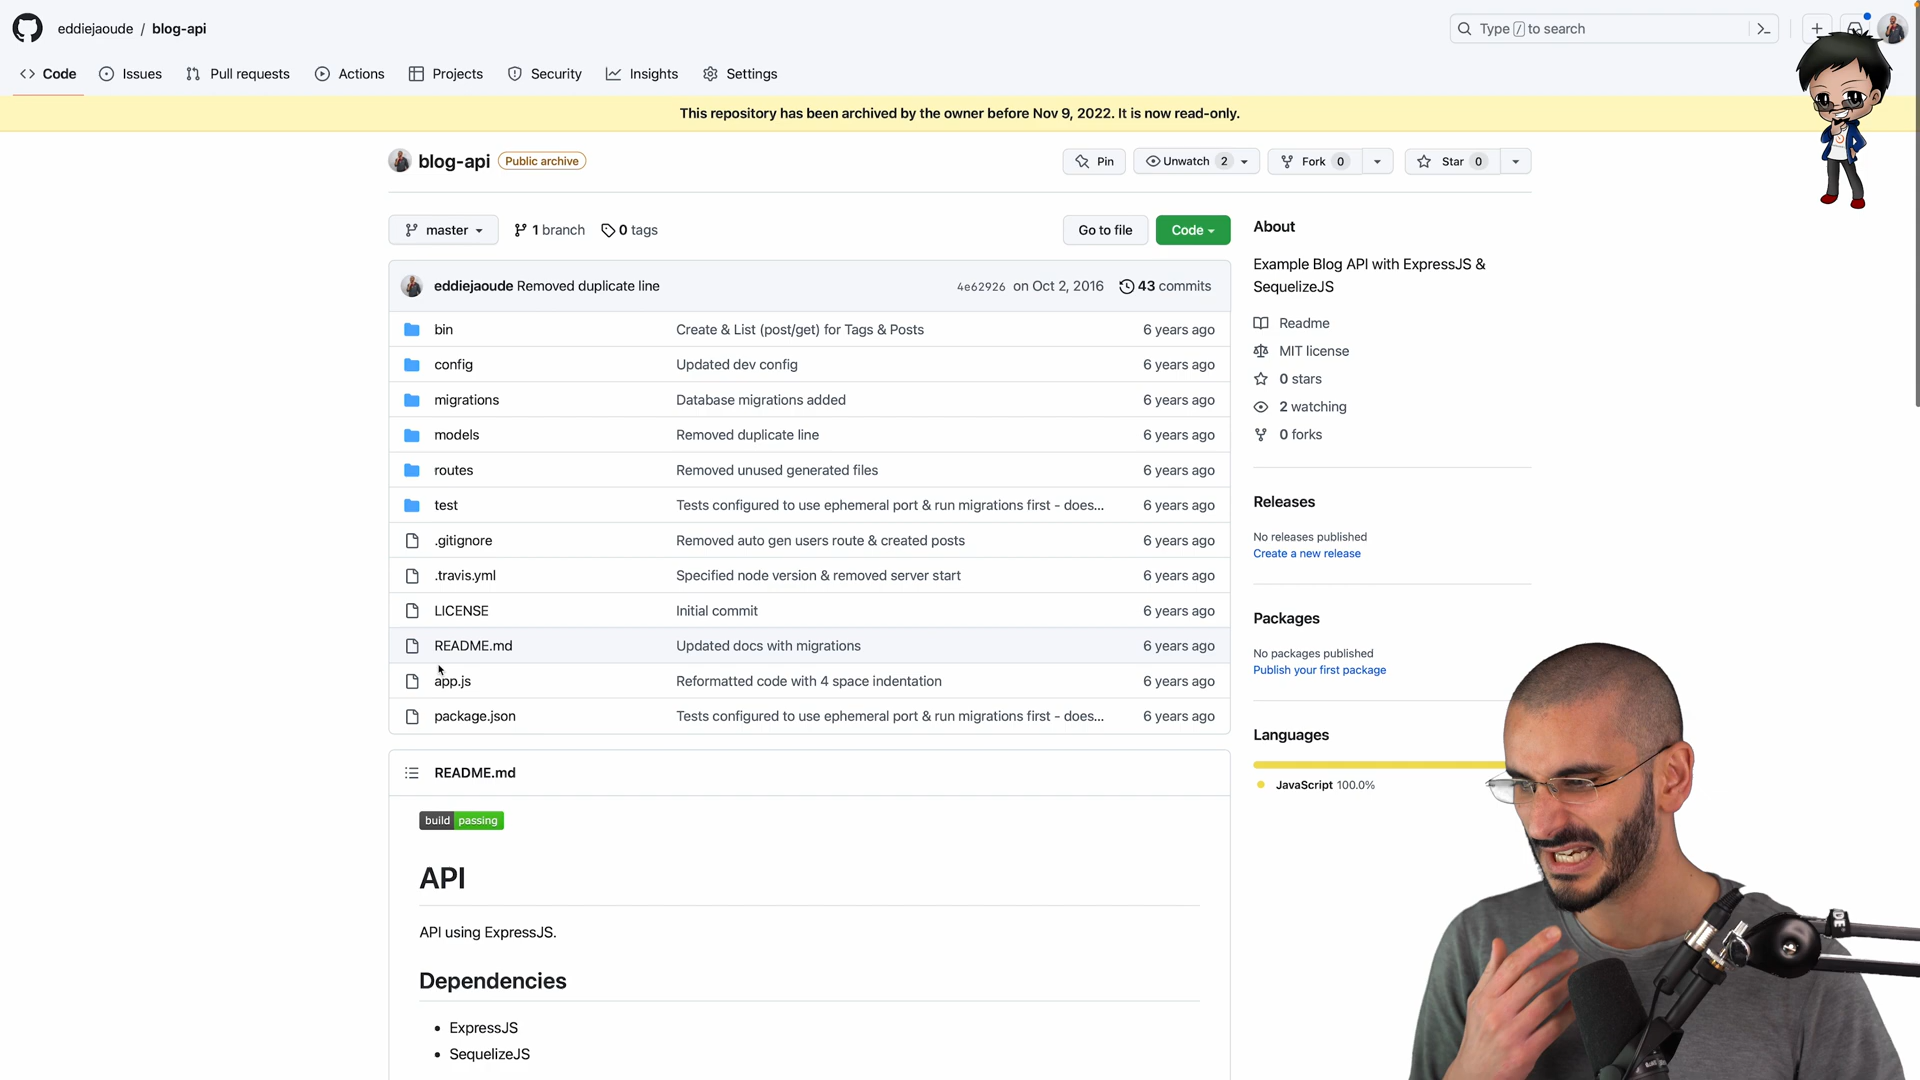 eddiejaoude / blog-api
Type / to search
Code Issues Pull requests Actions Projects Security Insights Settings
This repository has been archived by the owner before Nov 9, 2022. It is now read-only.
blog-api Public archive
Pin Unwatch 2 Fork 0 Star 0
master 1 branch 0 tags Go to file Code
eddiejaoude Removed duplicate line 4e62926 on Oct 2, 2016 43 commits
bin Create & List (post/get) for Tags & Posts 6 years ago
config Updated dev config 6 years ago
migrations Database migrations added 6 years ago
models Removed duplicate line 6 years ago
routes Removed unused generated files 6 years ago
test Tests configured to use ephemeral port & run migrations first - does... 6 years ago
.gitignore Removed auto gen users route & created posts 6 years ago
.travis.yml Specified node version & removed server start 6 years ago
LICENSE Initial commit 6 years ago
README.md Updated docs with migrations 6 years ago
app.js Reformatted code with 4 space indentation 6 years ago
package.json Tests configured to use ephemeral port & run migrations first - does... 6 years ago
README.md
build passing
API
API using ExpressJS.
Dependencies
• ExpressJS
• SequelizeJS
About
Example Blog API with ExpressJS &
SequelizeJS
Readme
MIT license
0 stars
2 watching
0 forks
Releases
No releases published
Create a new release
Packages
No packages published
Publish your first package
Languages
JavaScript 100.0%